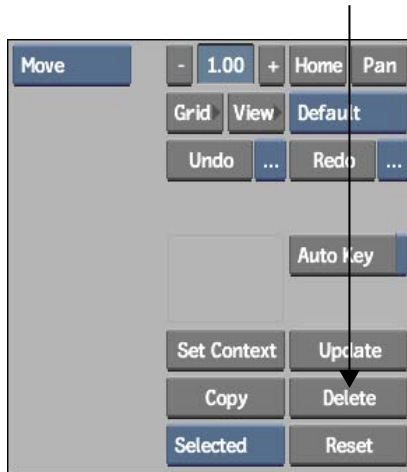 Move - 1.00 + Home Pan
Grid View Default
Undo ... Redo ...
Auto Key
Set Context Update
Copy Delete
Selected Reset